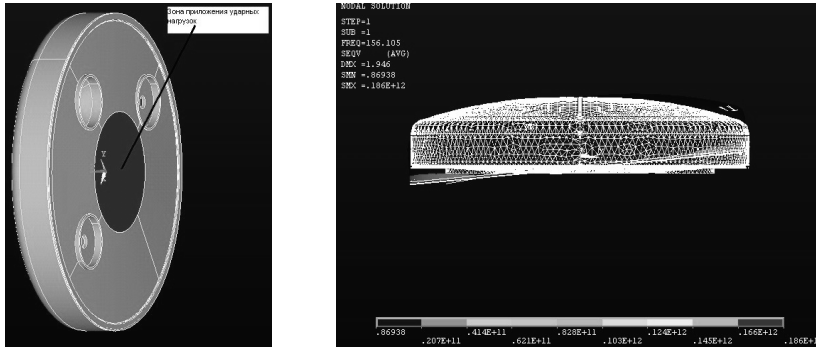 Зона приложения ударных
нагрузок
Y
NODAL SOLUTION
STEP=1
SUB =1
FREQ=156.105
SEQV (AVG)
DMX =1.946
SMN =.86938
SMX =.186E+12
.86938 .414E+11 .828E+11 .124E+12 .166E+12
.207E+11 .621E+11 .103E+12 .145E+12 .186E+1